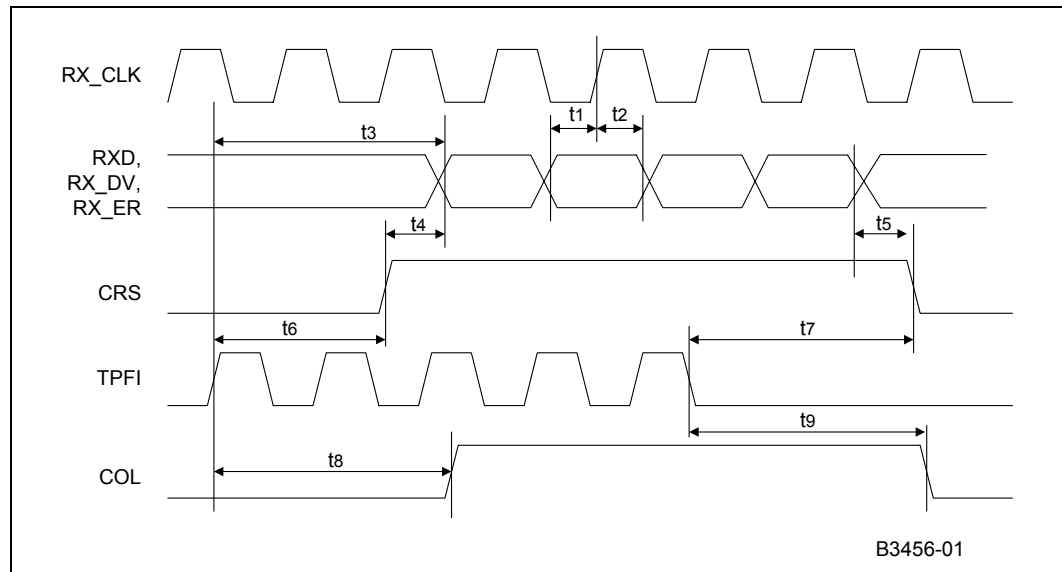 RX_CLK
t1
t2
t3
RXD,
RX_DV,
RX_ER
t4
t5
CRS
t6
t7
TPFI
t9
t8
COL
B3456-01